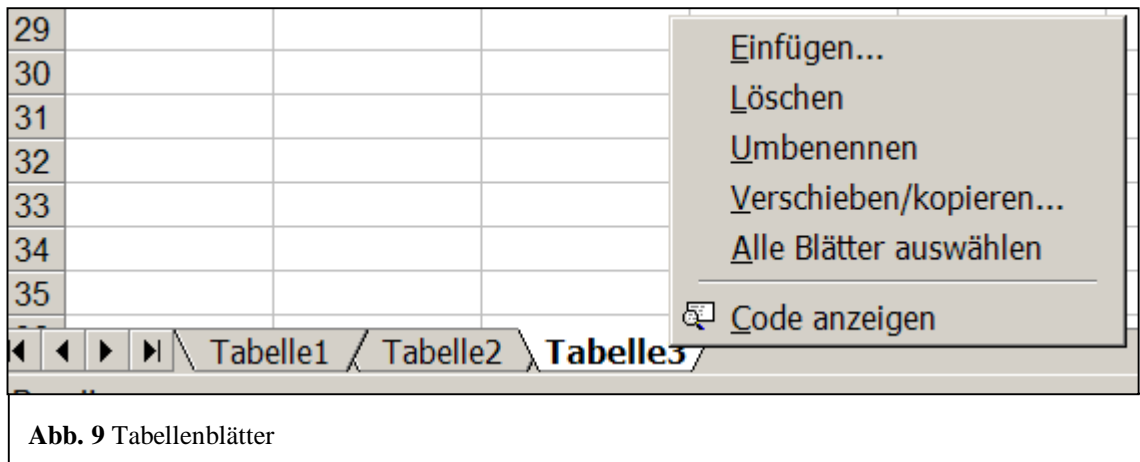 29
30
31
32
33
34
35
Einfügen...
Löschen
Umbenennen
Verschieben/kopieren...
Alle Blätter auswählen
Code anzeigen
Tabelle1 Tabelle2 Tabelle3
Abb. 9 Tabellenblätter